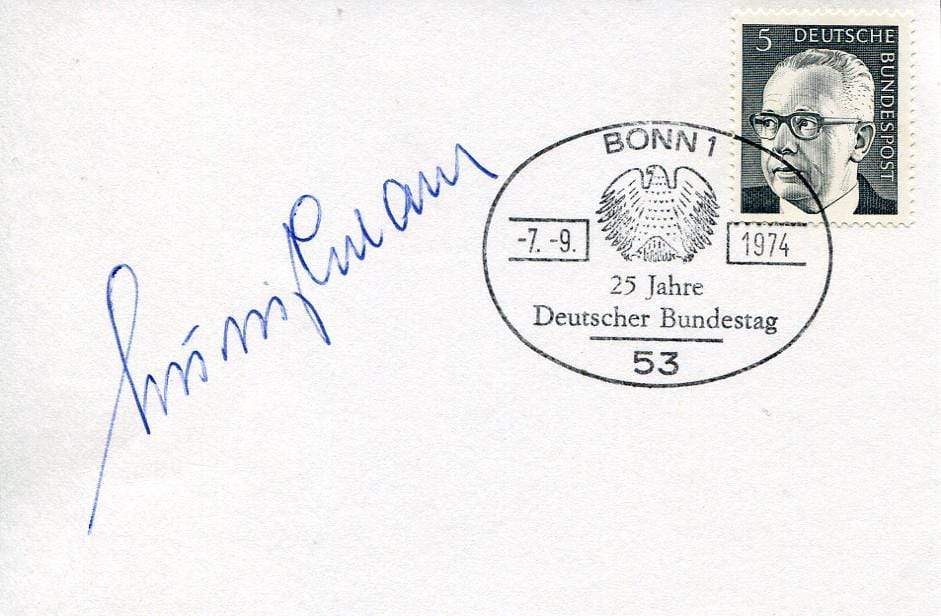 5 DEUTSCHE
BUNDESPOST
BONN 1
-7.-9. 1974
25 Jahre
Deutscher Bundestag
53